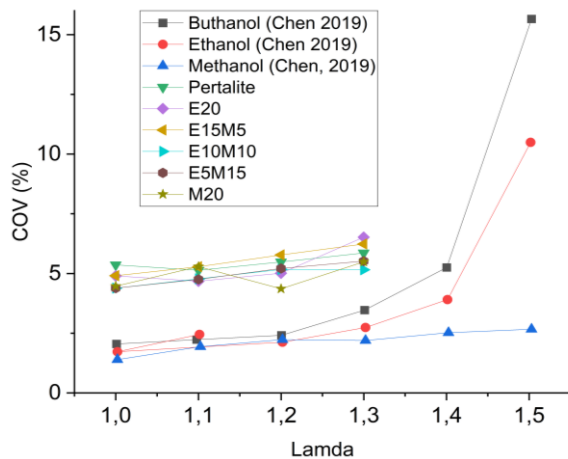 15
10
5
0
COV (%)
Buthanol (Chen 2019)
Ethanol (Chen 2019)
Methanol (Chen, 2019)
Pertalite
E20
E15M5
E10M10
E5M15
M20
1,0 1,1 1,2 1,3 1,4 1,5
Lamda